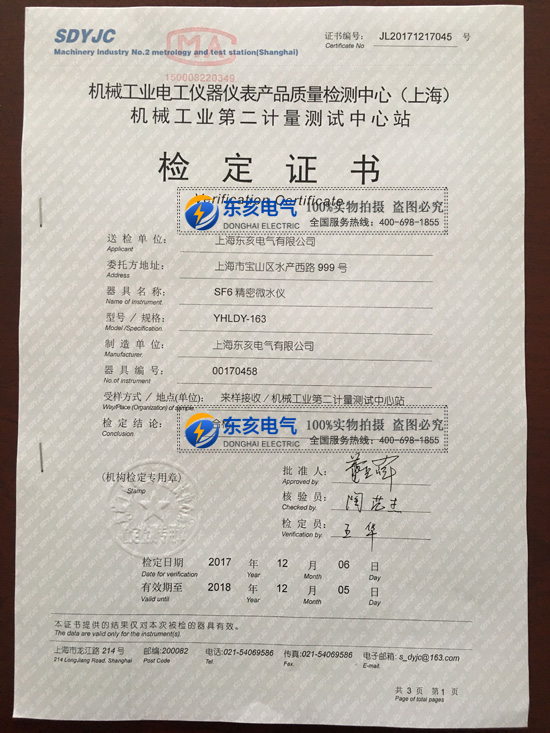 SDYJC
Machinery Industry No.2 metrology and test station(Shanghai)
MA
150008220349
证书编号: JL20171217045 号
Certificate No
机械工业电工仪器仪表产品质量检测中心（上海）
机械工业第二计量测试中心站
检定证书
Verification Certificate
东亥电气
DONGHAI ELECTRIC
100%实物拍摄 盗图必究
全国服务热线: 400-698-1855
送检单位: 上海东亥电气有限公司
Applicant
委托方地址: 上海市宝山区水产西路 999 号
Address
器具名称: SF6 精密微水仪
Name of Instrument
型号 / 规格: YHLDY-163
Model /Specification
制造单位: 上海东亥电气有限公司
Manufacturer
器具编号: 00170458
No.of instrument
受样方式 / 地点(单位): 来样接收 / 机械工业第二计量测试中心站
Way/Place (Organization) of sample
检定结论:
Conclusion
东亥电气
DONGHAI ELECTRIC
100%实物拍摄 盗图必究
全国服务热线: 400-698-1855
(机构检定专用章)
Stamp
批准人:
Approved by
核验员:
Checked by
检定员: 王华
Verification by
检定日期 2017 年 12 月 06 日
Date for verification Year Month Day
有效期至 2018 年 12 月 05 日
Valid until Year Month Day
本证书提供的结果仅对本次被检的器具有效。
The data are valid only for the instrument(s).
上海市龙江路 214 号 邮编:200082 电话:021-54069586 传真:021-54069586 电子邮箱: s_dyjc@163.com
214 LongJiang Road. Shanghai Post Code Tel: Fax. E-mail.
共 3 页 第 1 页
Page of total pages